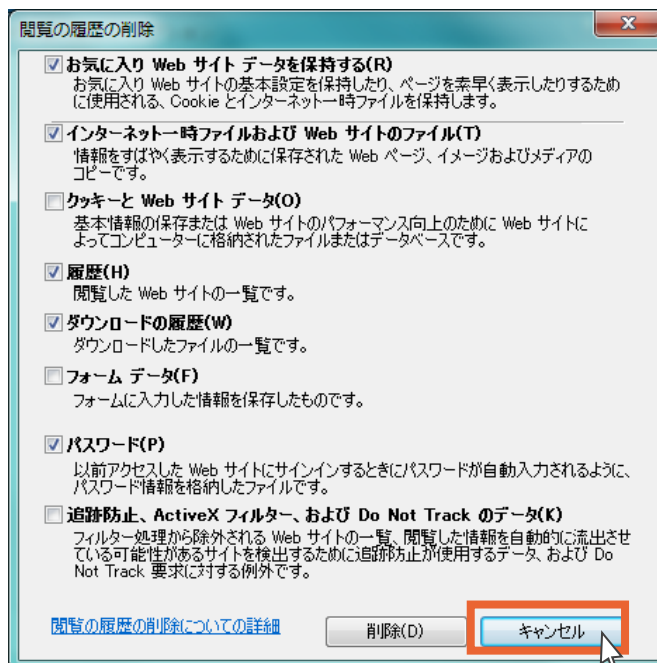 閲覧の履歴の削除
お気に入り Web サイト データを保持する(R)
お気に入り Web サイトの基本設定を保持したり、ページを素早く表示したりするため
に使用される、Cookie とインターネット一時ファイルを保持します。
インターネット一時ファイルおよび Web サイトのファイル(T)
情報をすばやく表示するために保存された Web ページ、イメージおよびメディアの
コピーです。
クッキーと Web サイト データ(O)
基本情報の保存または Web サイトのパフォーマンス向上のために Web サイトに
よってコンピューターに格納されたファイルまたはデータベースです。
履歴(H)
閲覧した Web サイトの一覧です。
ダウンロードの履歴(W)
ダウンロードしたファイルの一覧です。
フォーム データ(F)
フォームに入力した情報を保存したものです。
パスワード(P)
以前アクセスした Web サイトにサインインするときにパスワードが自動入力されるように、
パスワード情報を格納したファイルです。
追跡防止、ActiveX フィルター、および Do Not Track のデータ(K)
フィルター処理から除外される Web サイトの一覧、閲覧した情報を自動的に流出させ
ている可能性があるサイトを検出するために追跡防止が使用するデータ、および Do
Not Track 要求に対する例外です。
閲覧の履歴の削除についての詳細
削除(D)
キャンセル